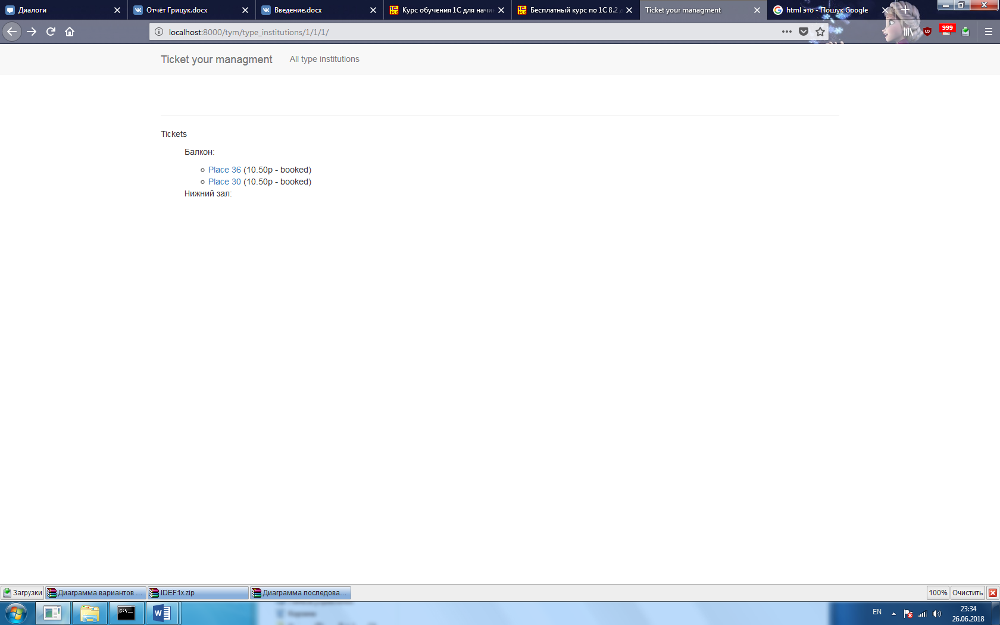 Диалоги
Отчёт Грицук.docx
Введение.docx
Курс обучения 1С для начин
Бесплатный курс по 1С 8.2 д
Ticket your managment
html это - Пошук Google
localhost:8000/tym/type_institutions/1/1/1/
999
Ticket your managment All type institutions
Tickets
Балкон:
Place 36 (10.50р - booked)
Place 30 (10.50р - booked)
Нижний зал:
Загрузки
Диаграмма вариантов ...
IDEF1x.zip
Диаграмма последова...
100%
Очистить
EN
23:34
26.06.2018